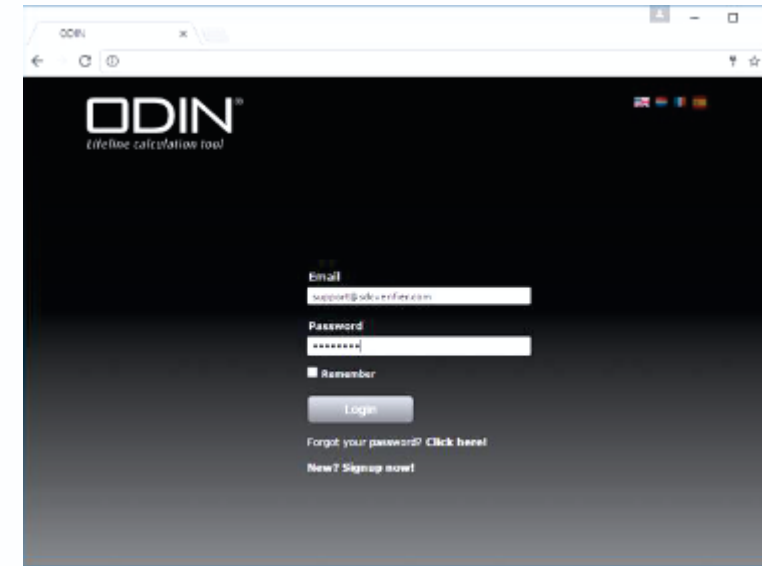 ODIN
ODIN®
Lifeline calculation tool
Email
support@sdcverifier.com
Password
Remember
Login
Forgot your password? Click here!
New? Signup now!